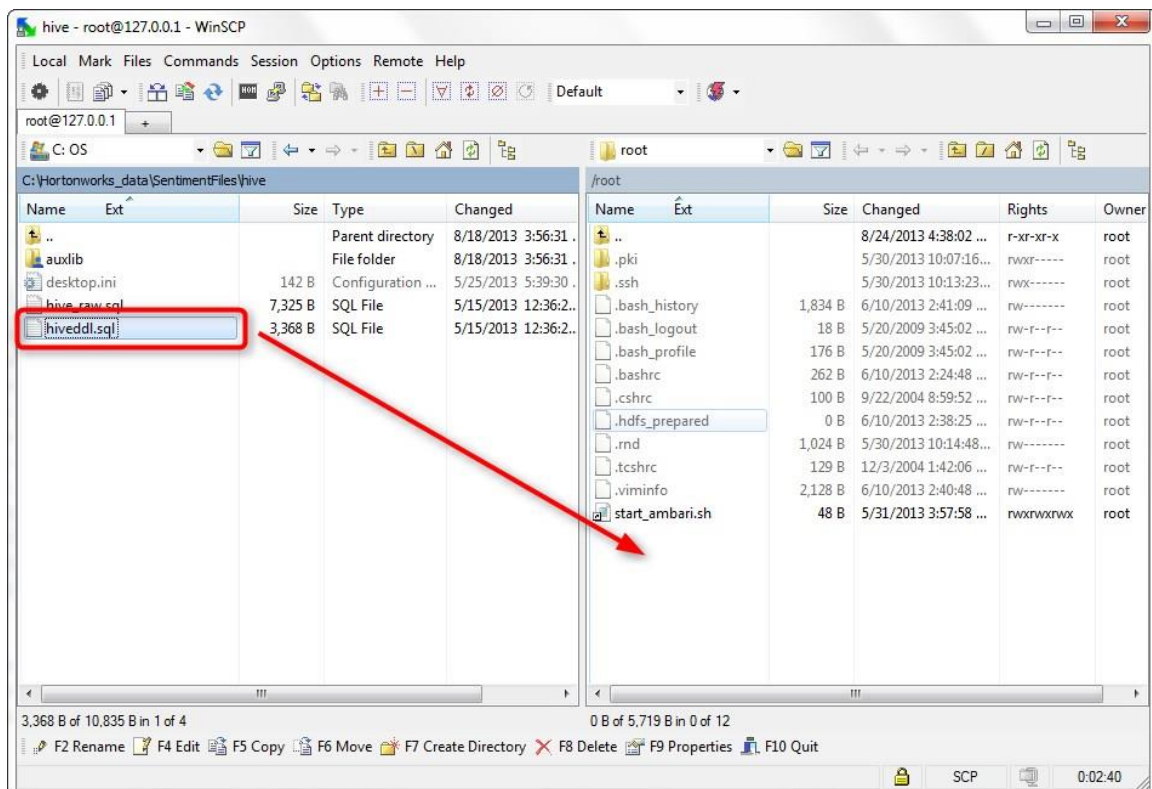 hive - root@127.0.0.1 - WinSCP
Local Mark Files Commands Session Options Remote Help
Default
root@127.0.0.1 +
C: OS
root
C:\Hortonworks_data\SentimentFiles\hive
/root
Name Ext Size Type Changed
Name Ext Size Changed Rights Owner
.. Parent directory 8/18/2013 3:56:31 .
auxlib File folder 8/18/2013 3:56:31 .
desktop.ini 142 B Configuration ... 5/25/2013 5:39:30 .
hive_raw.sql 7,325 B SQL File 5/15/2013 12:36:2..
hiveddl.sql 3,368 B SQL File 5/15/2013 12:36:2..
.. 8/24/2013 4:38:02 ... r-xr-xr-x root
.pki 5/30/2013 10:07:16... rwxr----- root
.ssh 5/30/2013 10:13:23... rwx------ root
.bash_history 1,834 B 6/10/2013 2:41:09 ... rw------- root
.bash_logout 18 B 5/20/2009 3:45:02 ... rw-r--r-- root
.bash_profile 176 B 5/20/2009 3:45:02 ... rw-r--r-- root
.bashrc 262 B 6/10/2013 2:24:48 ... rw-r--r-- root
.cshrc 100 B 9/22/2004 8:59:52 ... rw-r--r-- root
.hdfs_prepared 0 B 6/10/2013 2:38:25 ... rw-r--r-- root
.rnd 1,024 B 5/30/2013 10:14:48... rw------- root
.tcshrc 129 B 12/3/2004 1:42:06 ... rw-r--r-- root
.viminfo 2,128 B 6/10/2013 2:40:48 ... rw------- root
start_ambari.sh 48 B 5/31/2013 3:57:58 ... rwxrwxrwx root
3,368 B of 10,835 B in 1 of 4
0 B of 5,719 B in 0 of 12
F2 Rename F4 Edit F5 Copy F6 Move F7 Create Directory F8 Delete F9 Properties F10 Quit
SCP 0:02:40